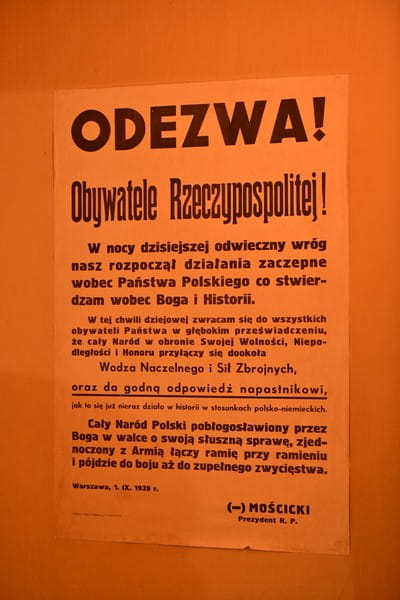 ODEZWA!
Obywatele Rzeczypospolitej!
W nocy dzisiejszej odwieczny wróg
nasz rozpoczął działania zaczepne
wobec Państwa Polskiego co stwier-
dzam wobec Boga i Historii.
W tej chwili dziejowej zwracam się do wszystkich
obywateli Państwa w głębokim przeświadczeniu,
że cały Naród w obronie Swojej Wolności, Niepo-
dległości i Honoru przyłączy się dookoła
Wodza Naczelnego i Sił Zbrojnych,
oraz da godną odpowiedź napastnikowi,
jak to się już nieraz działo w historii w stosunkach polsko-niemieckich.
Cały Naród Polski pobłogosławiony przez
Boga w walce o swoją słuszną sprawę, zjed-
noczony z Armią łączy ramię przy ramieniu
i pójdzie do boju aż do zupełnego zwycięstwa.
Warszawa, 1. IX. 1939 r.
(—) MOŚCICKI
Prezydent R. P.